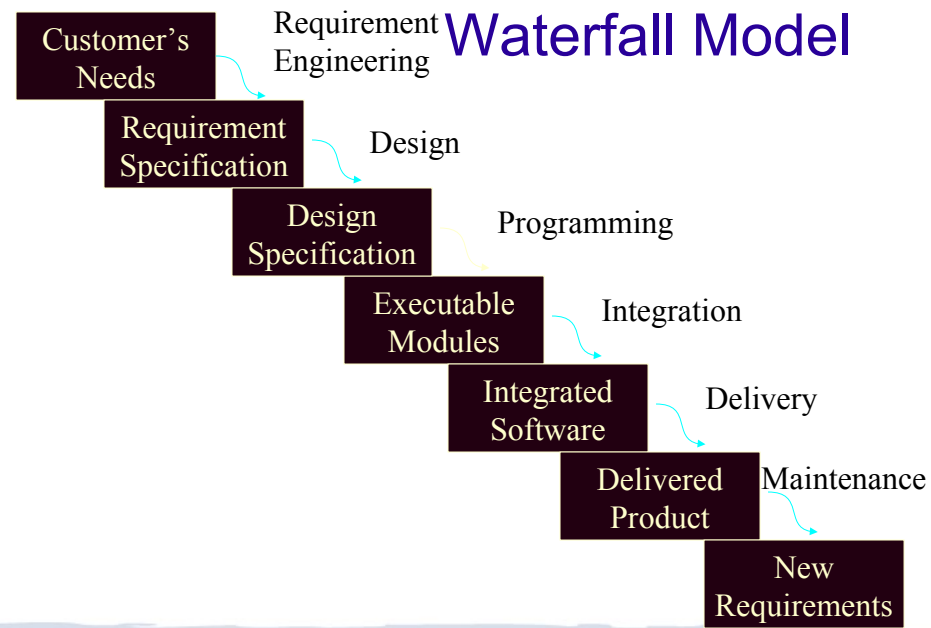 Waterfall Model
Customer's
Needs
Requirement
Engineering
Requirement
Specification
Design
Design
Specification
Programming
Executable
Modules
Integration
Integrated
Software
Delivery
Delivered
Product
Maintenance
New
Requirements